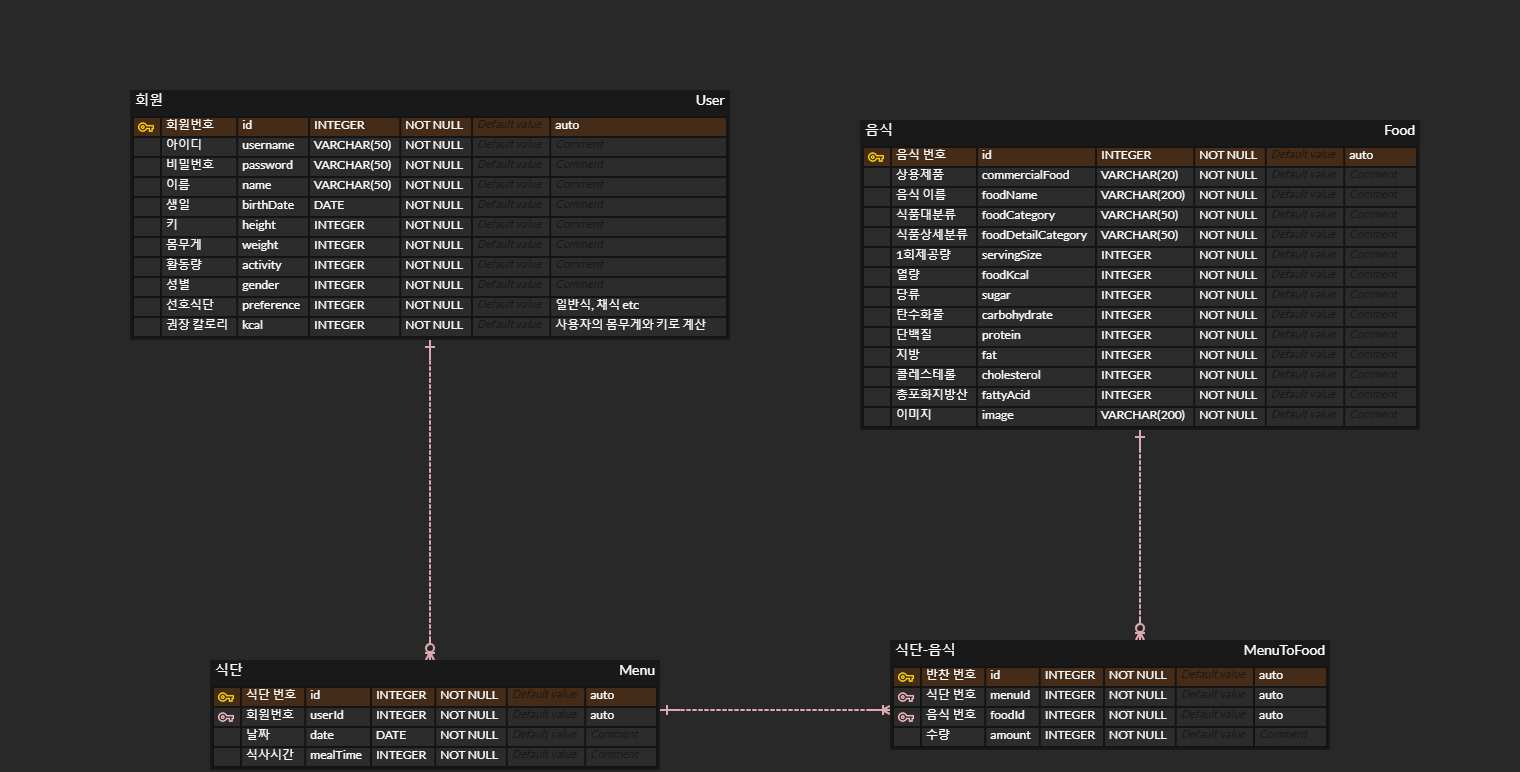 회원 User
회원번호 id INTEGER NOT NULL Default value auto
아이디 username VARCHAR(50) NOT NULL Default value Comment
비밀번호 password VARCHAR(50) NOT NULL Default value Comment
이름 name VARCHAR(50) NOT NULL Default value Comment
생일 birthDate DATE NOT NULL Default value Comment
키 height INTEGER NOT NULL Default value Comment
몸무게 weight INTEGER NOT NULL Default value Comment
활동량 activity INTEGER NOT NULL Default value Comment
성별 gender INTEGER NOT NULL Default value Comment
선호식단 preference INTEGER NOT NULL Default value 일반식, 채식 etc
권장 칼로리 kcal INTEGER NOT NULL Default value 사용자의 몸무게와 키로 계산
음식 Food
음식 번호 id INTEGER NOT NULL Default value auto
상용제품 commercialFood VARCHAR(20) NOT NULL Default value Comment
음식 이름 foodName VARCHAR(200) NOT NULL Default value Comment
식품대분류 foodCategory VARCHAR(50) NOT NULL Default value Comment
식품상세분류 foodDetailCategory VARCHAR(50) NOT NULL Default value Comment
1회제공량 servingSize INTEGER NOT NULL Default value Comment
열량 foodKcal INTEGER NOT NULL Default value Comment
당류 sugar INTEGER NOT NULL Default value Comment
탄수화물 carbohydrate INTEGER NOT NULL Default value Comment
단백질 protein INTEGER NOT NULL Default value Comment
지방 fat INTEGER NOT NULL Default value Comment
콜레스테롤 cholesterol INTEGER NOT NULL Default value Comment
총포화지방산 fattyAcid INTEGER NOT NULL Default value Comment
이미지 image VARCHAR(200) NOT NULL Default value Comment
식단 Menu
식단 번호 id INTEGER NOT NULL Default value auto
회원번호 userId INTEGER NOT NULL Default value auto
날짜 date DATE NOT NULL Default value Comment
식사시간 mealTime INTEGER NOT NULL Default value Comment
식단-음식 MenuToFood
반찬 번호 id INTEGER NOT NULL Default value auto
식단 번호 menuId INTEGER NOT NULL Default value auto
음식 번호 foodId INTEGER NOT NULL Default value auto
수량 amount INTEGER NOT NULL Default value Comment